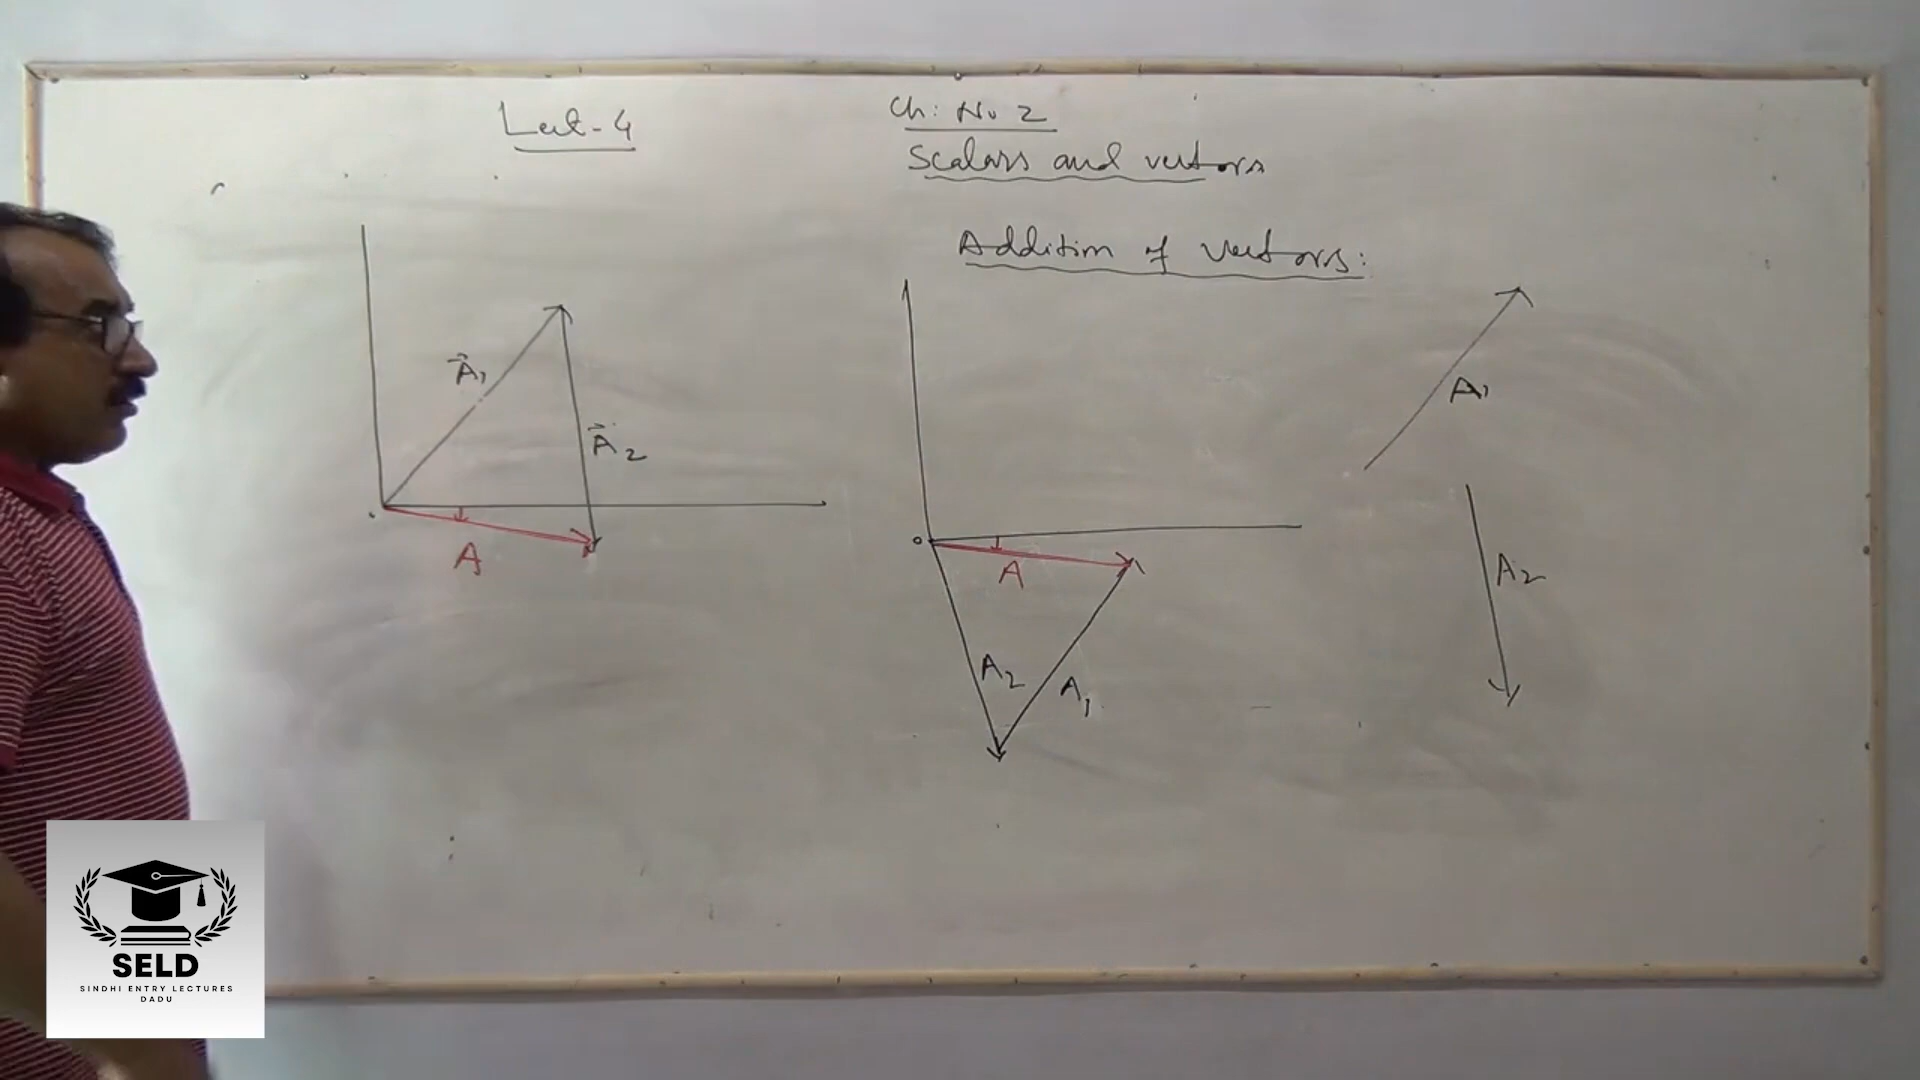 Lect-4
Ch: No 2
Scalars and vectors
Addition of vectors:
A⃗₁
A⃗₂
A
A
A₂
A₁
A₁
A₂
o
SELD
SINDHI ENTRY LECTURES
DADU